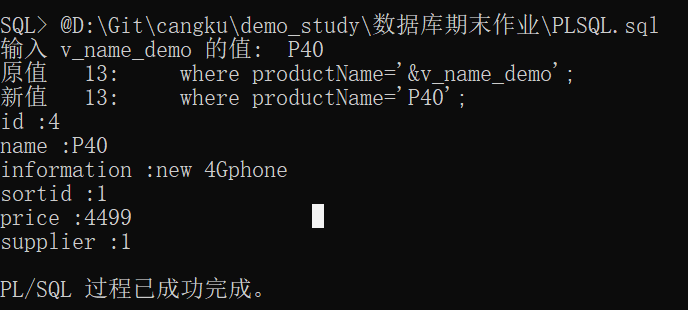 SQL> @D:\Git\cangku\demo_study\数据库期末作业\PLSQL.sql
输入 v_name_demo 的值:  P40
原值   13:     where productName='&v_name_demo';
新值   13:     where productName='P40';
id :4
name :P40
information :new 4Gphone
sortid :1
price :4499
supplier :1

PL/SQL 过程已成功完成。